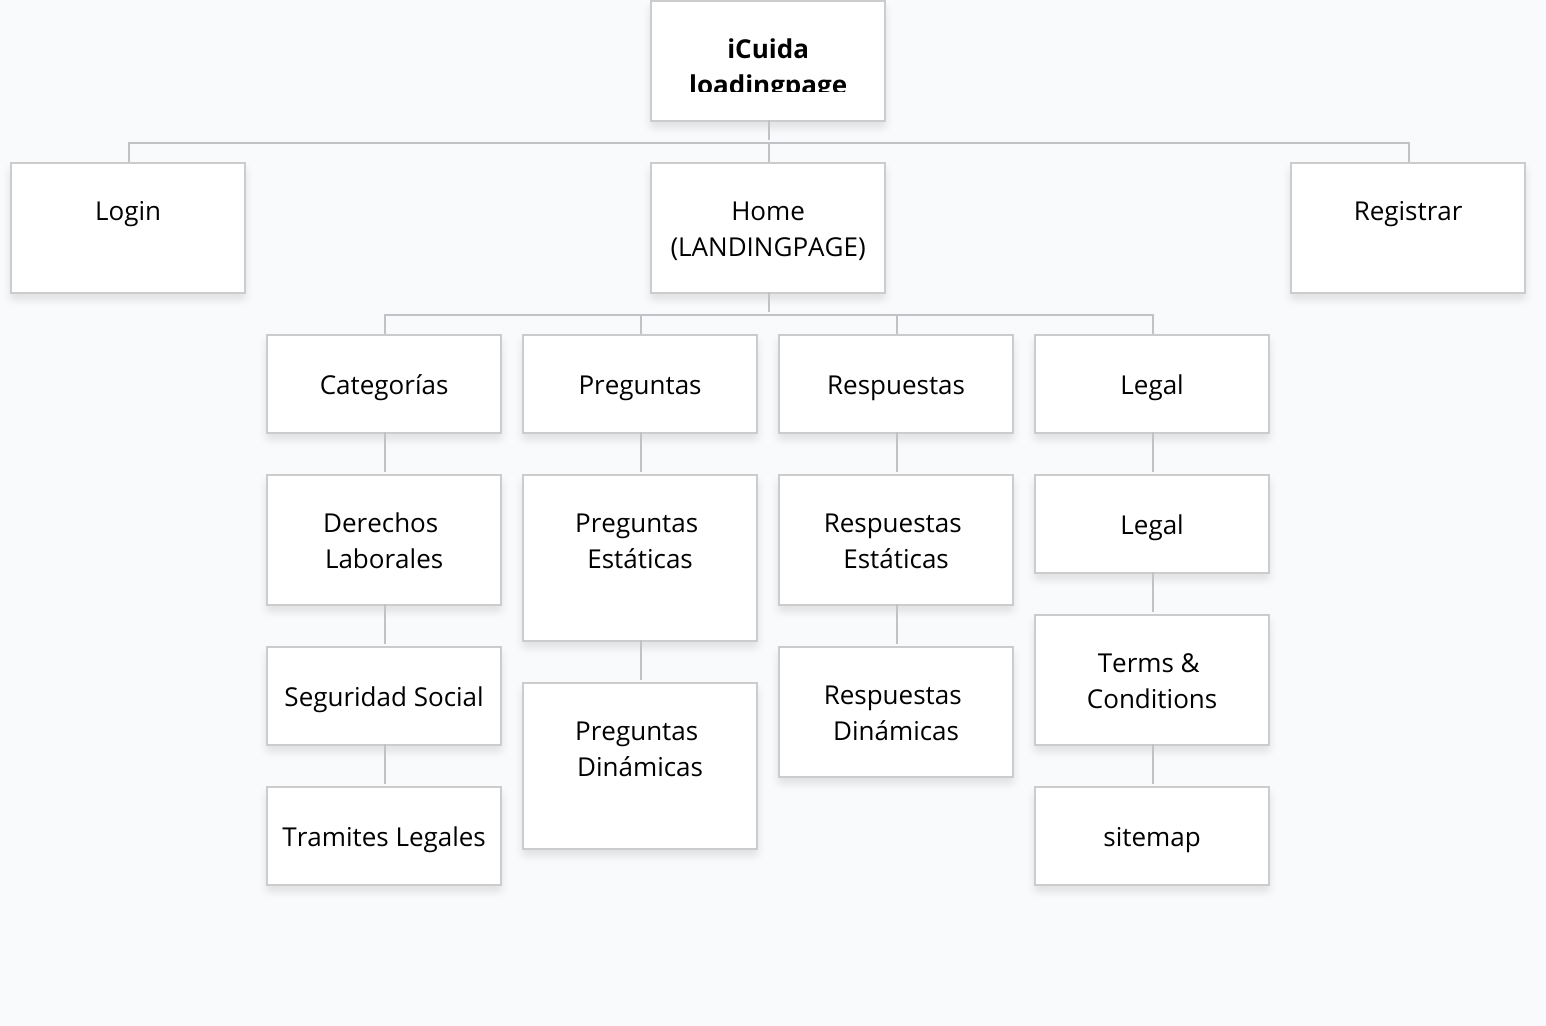 iCuida
loadingpage
Login
Home
(LANDINGPAGE)
Registrar
Categorías
Preguntas
Respuestas
Legal
Derechos
Laborales
Preguntas
Estáticas
Respuestas
Estáticas
Legal
Seguridad Social
Preguntas
Dinámicas
Respuestas
Dinámicas
Terms &
Conditions
Tramites Legales
sitemap